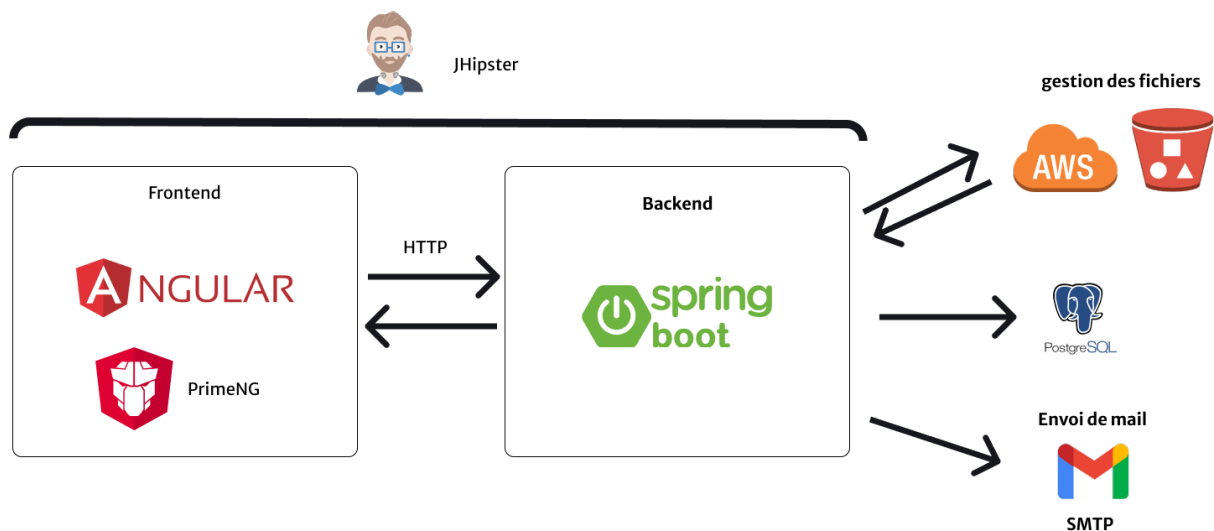 JHipster
gestion des fichiers
AWS
Frontend
Backend
HTTP
ANGULAR
spring
boot
PrimeNG
PostgreSQL
Envoi de mail
SMTP